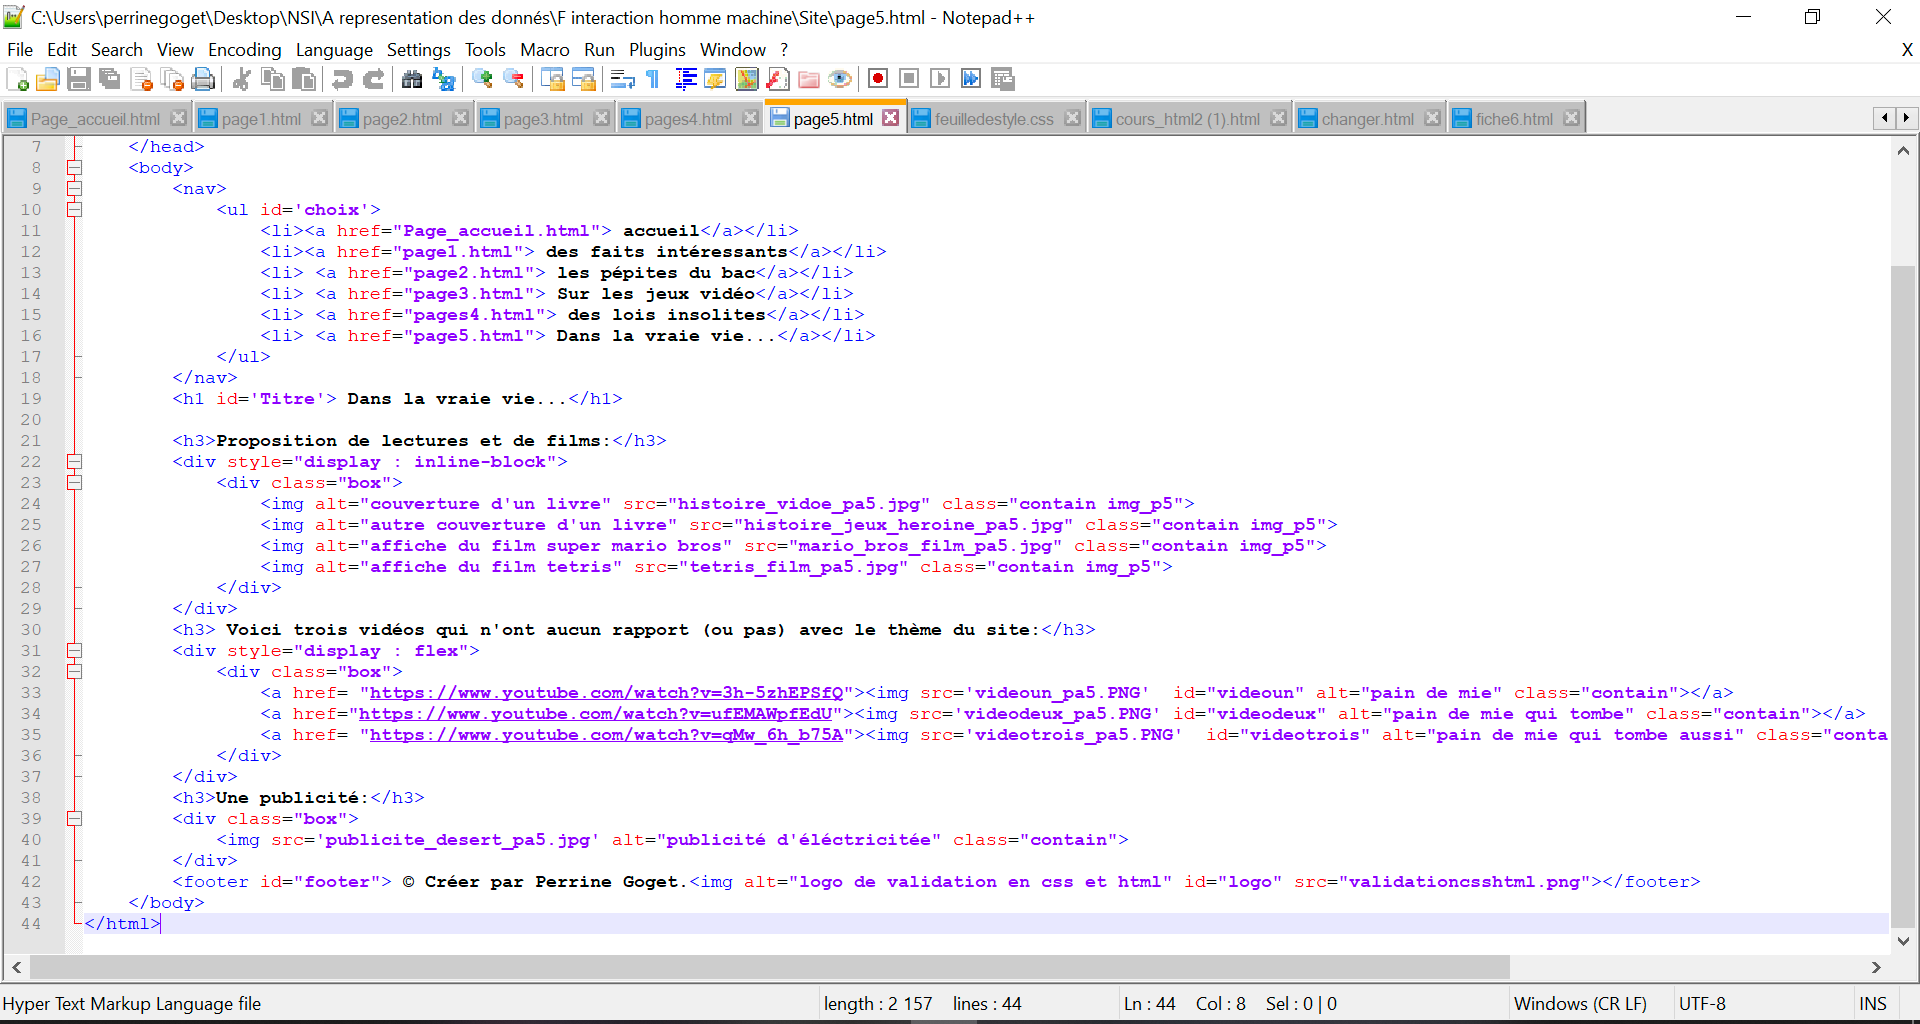 C:\Users\perrinegoget\Desktop\NSI\A representation des donnés\F interaction homme machine\Site\page5.html - Notepad++
File Edit Search View Encoding Language Settings Tools Macro Run Plugins Window ? X
Page_accueil.html page1.html page2.html page3.html pages4.html page5.html feuilledestyle.css cours_html2 (1).html changer.html fiche6.html
7 </head>
8 <body>
9 <nav>
10 <ul id='choix'>
11 <li><a href="Page_accueil.html"> accueil</a></li>
12 <li><a href="page1.html"> des faits intéressants</a></li>
13 <li> <a href="page2.html"> les pépites du bac</a></li>
14 <li> <a href="page3.html"> Sur les jeux vidéo</a></li>
15 <li> <a href="pages4.html"> des lois insolites</a></li>
16 <li> <a href="page5.html"> Dans la vraie vie...</a></li>
17 </ul>
18 </nav>
19 <h1 id='Titre'> Dans la vraie vie...</h1>
20
21 <h3>Proposition de lectures et de films:</h3>
22 <div style="display : inline-block">
23 <div class="box">
24 <img alt="couverture d'un livre" src="histoire_vidoe_pa5.jpg" class="contain img_p5">
25 <img alt="autre couverture d'un livre" src="histoire_jeux_heroine_pa5.jpg" class="contain img_p5">
26 <img alt="affiche du film super mario bros" src="mario_bros_film_pa5.jpg" class="contain img_p5">
27 <img alt="affiche du film tetris" src="tetris_film_pa5.jpg" class="contain img_p5">
28 </div>
29 </div>
30 <h3> Voici trois vidéos qui n'ont aucun rapport (ou pas) avec le thème du site:</h3>
31 <div style="display : flex">
32 <div class="box">
33 <a href= "https://www.youtube.com/watch?v=3h-5zhEPSfQ"><img src='videoun_pa5.PNG' id="videoun" alt="pain de mie" class="contain"></a>
34 <a href="https://www.youtube.com/watch?v=ufEMAWpfEdU"><img src='videodeux_pa5.PNG' id="videodeux" alt="pain de mie qui tombe" class="contain"></a>
35 <a href= "https://www.youtube.com/watch?v=qMw_6h_b75A"><img src='videotrois_pa5.PNG' id="videotrois" alt="pain de mie qui tombe aussi" class="conta
36 </div>
37 </div>
38 <h3>Une publicité:</h3>
39 <div class="box">
40 <img src='publicite_desert_pa5.jpg' alt="publicité d'éléctricitée" class="contain">
41 </div>
42 <footer id="footer"> © Créer par Perrine Goget.<img alt="logo de validation en css et html" id="logo" src="validationcsshtml.png"></footer>
43 </body>
44 </html>
Hyper Text Markup Language file length : 2 157 lines : 44 Ln : 44 Col : 8 Sel : 0 | 0 Windows (CR LF) UTF-8 INS